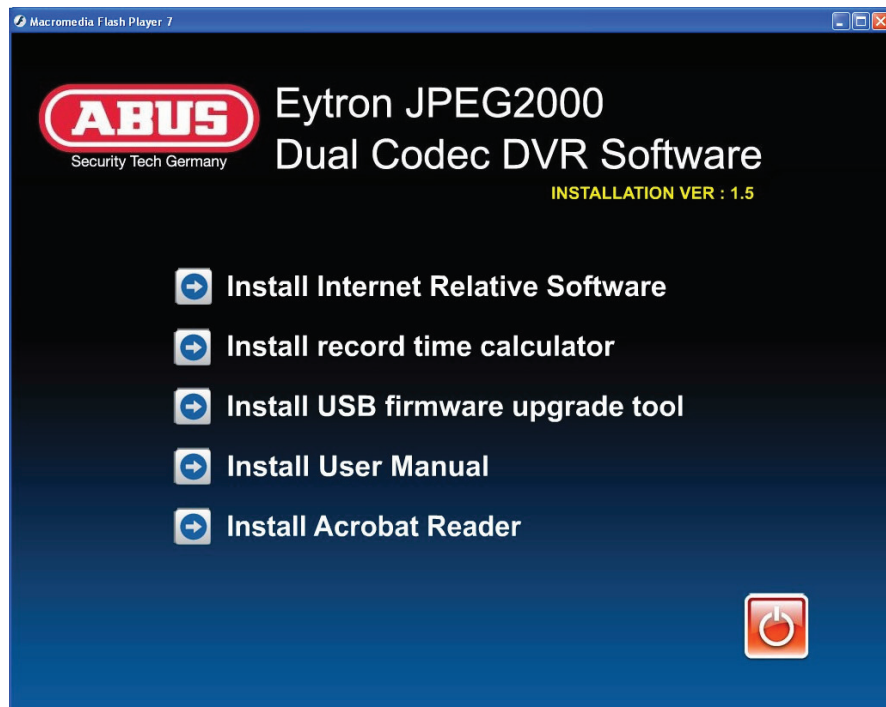 Macromedia Flash Player 7
ABUS
Security Tech Germany
Eytron JPEG2000
Dual Codec DVR Software
INSTALLATION VER : 1.5
Install Internet Relative Software
Install record time calculator
Install USB firmware upgrade tool
Install User Manual
Install Acrobat Reader